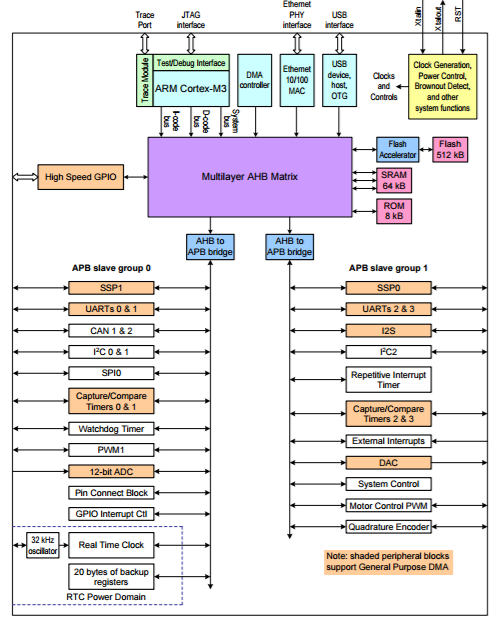 Trace
Port
JTAG
interface
Ethernet
PHY
interface
USB
interface
Xtalin
Xtalout
RST
Trace Module
Test/Debug Interface
ARM Cortex-M3
DMA
controller
Ethernet
10/100
MAC
USB
device,
host,
OTG
Clocks
and
Controls
Clock Generation,
Power Control,
Brownout Detect,
and other
system functions
I-code
bus
D-code
bus
System
bus
High Speed GPIO
Multilayer AHB Matrix
Flash
Accelerator
Flash
512 kB
SRAM
64 kB
ROM
8 kB
AHB to
APB bridge
AHB to
APB bridge
APB slave group 0
SSP1
UARTs 0 & 1
CAN 1 & 2
I²C 0 & 1
SPI0
Capture/Compare
Timers 0 & 1
Watchdog Timer
PWM1
12-bit ADC
Pin Connect Block
GPIO Interrupt Ctl
32 kHz
oscillator
Real Time Clock
20 bytes of backup
registers
RTC Power Domain
APB slave group 1
SSP0
UARTs 2 & 3
I2S
I²C2
Repetitive Interrupt
Timer
Capture/Compare
Timers 2 & 3
External Interrupts
DAC
System Control
Motor Control PWM
Quadrature Encoder
Note: shaded peripheral blocks
support General Purpose DMA